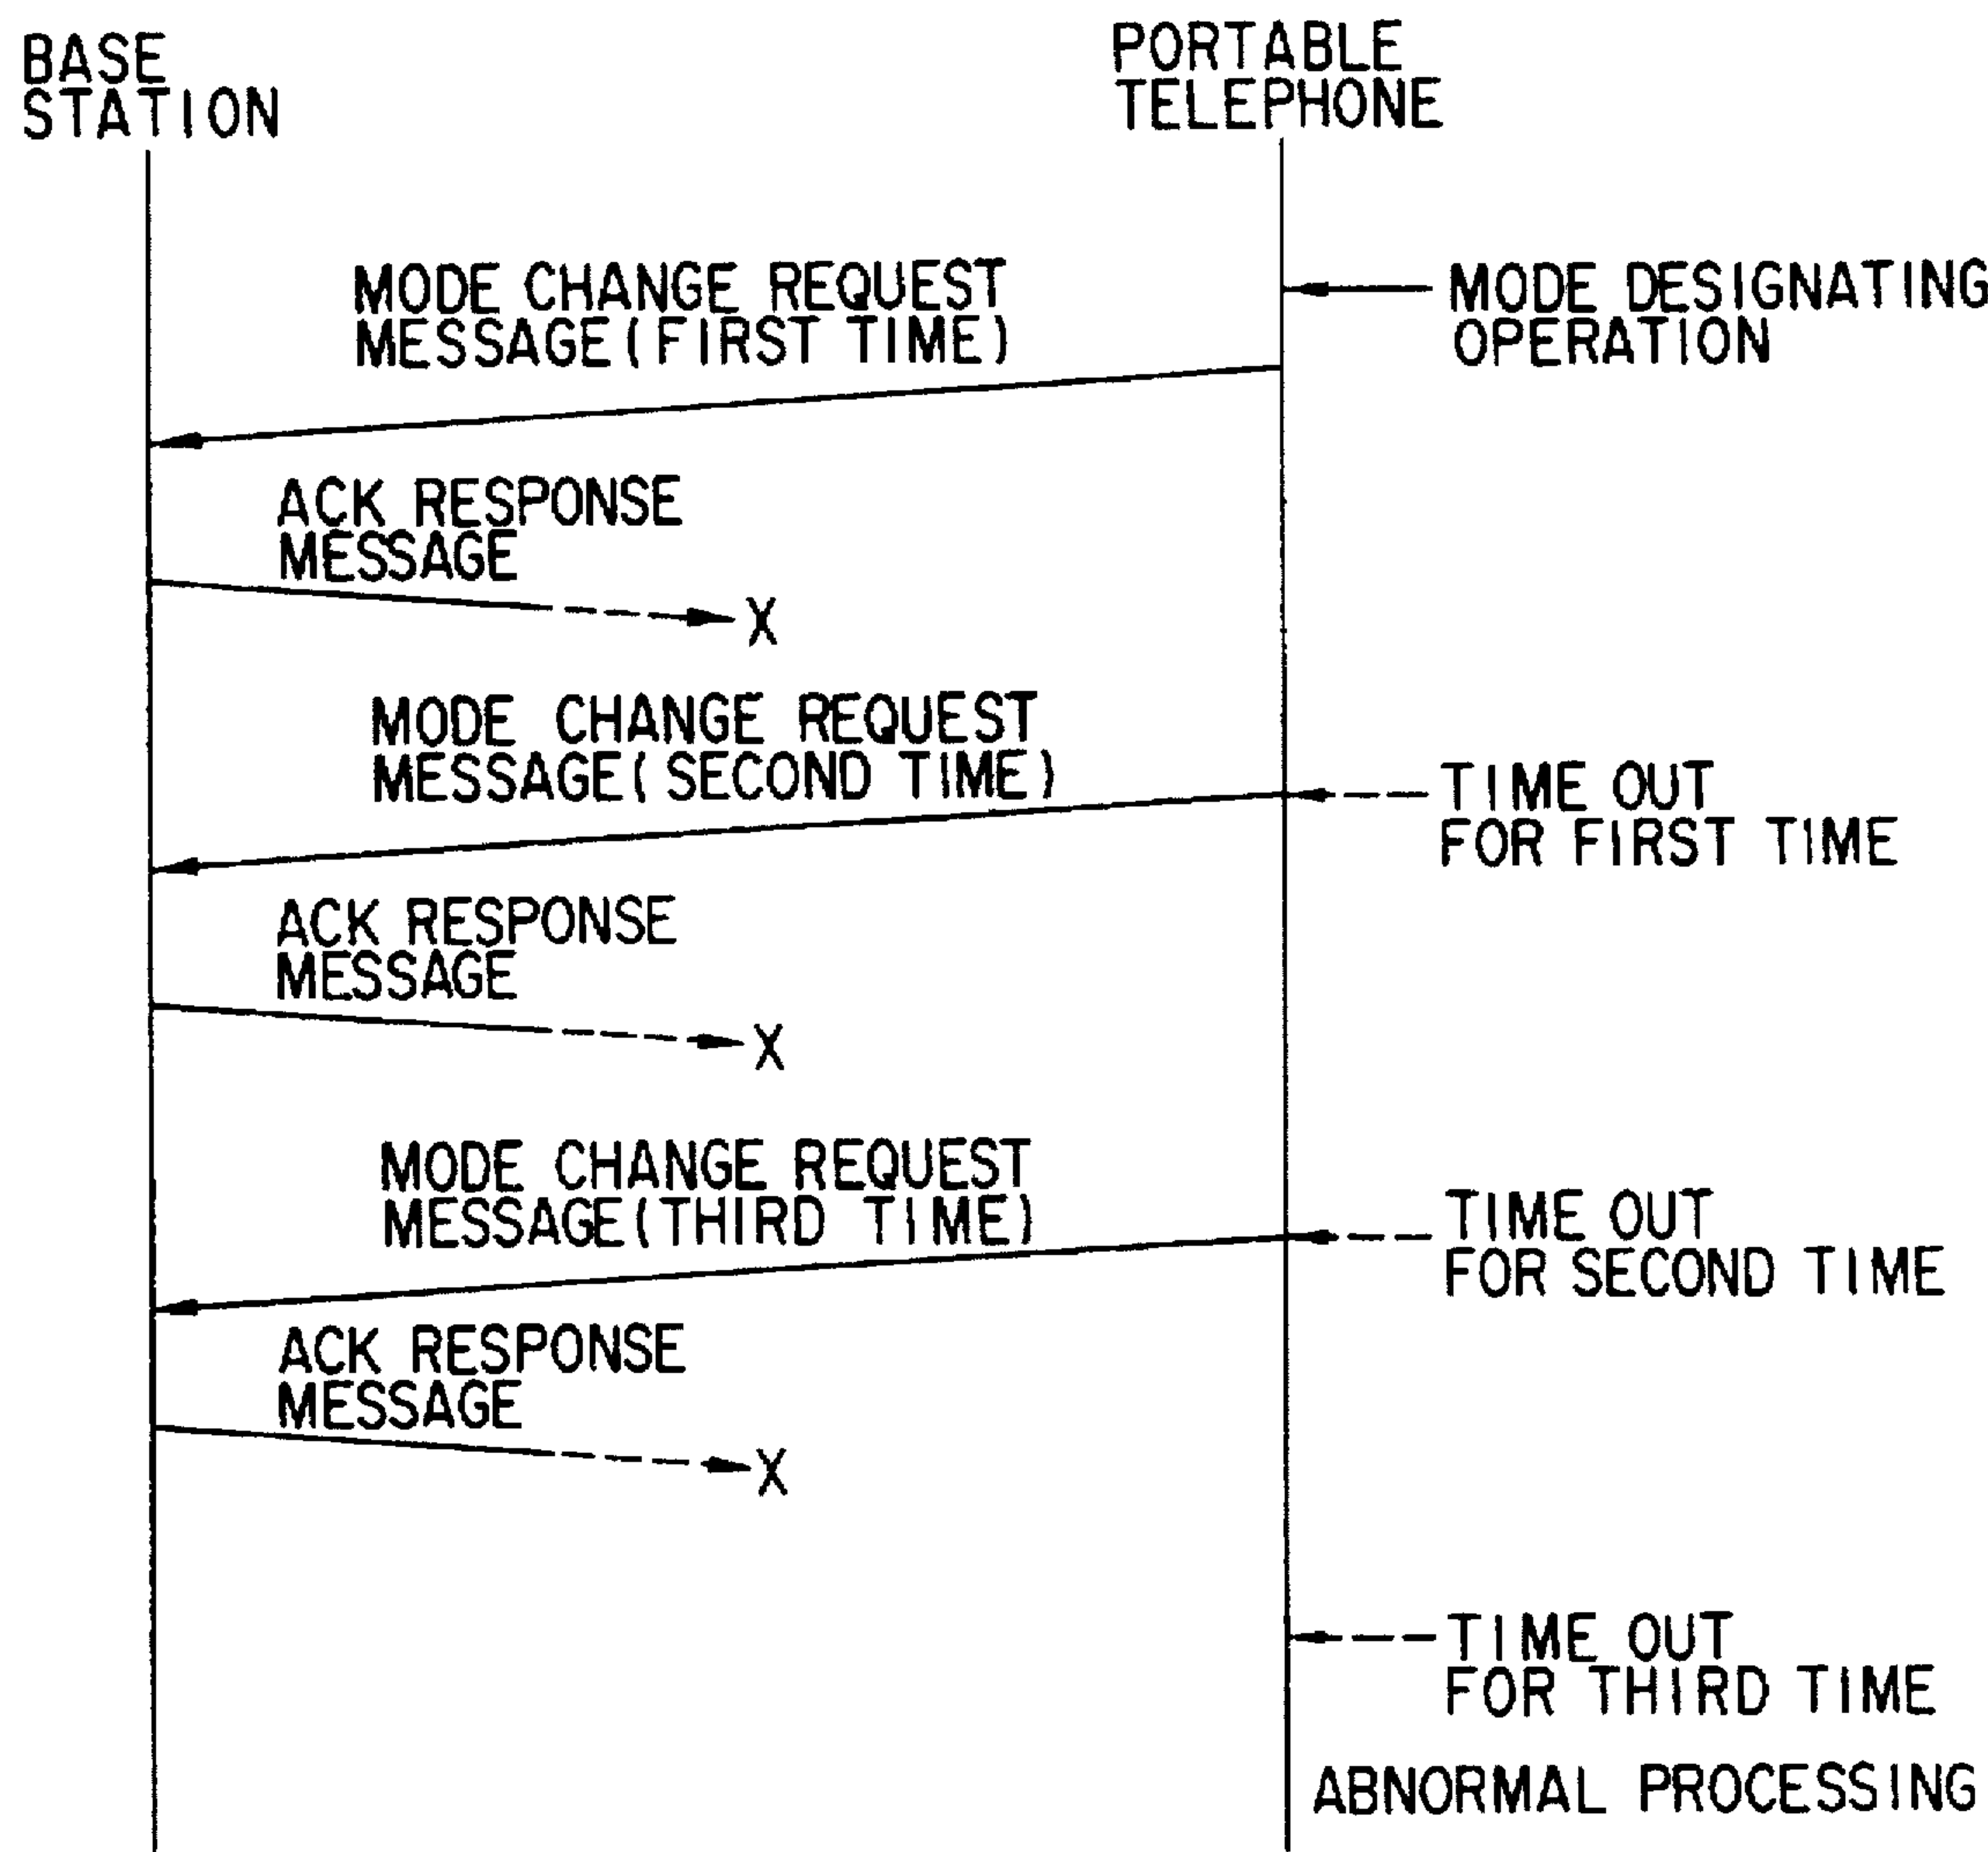 BASE
STATION
PORTABLE
TELEPHONE
MODE CHANGE REQUEST
MESSAGE(FIRST TIME)
MODE DESIGNATING
OPERATION
ACK RESPONSE
MESSAGE
X
MODE CHANGE REQUEST
MESSAGE(SECOND TIME)
TIME OUT
FOR FIRST TIME
ACK RESPONSE
MESSAGE
X
MODE CHANGE REQUEST
MESSAGE(THIRD TIME)
TIME OUT
FOR SECOND TIME
ACK RESPONSE
MESSAGE
X
TIME OUT
FOR THIRD TIME
ABNORMAL PROCESSING